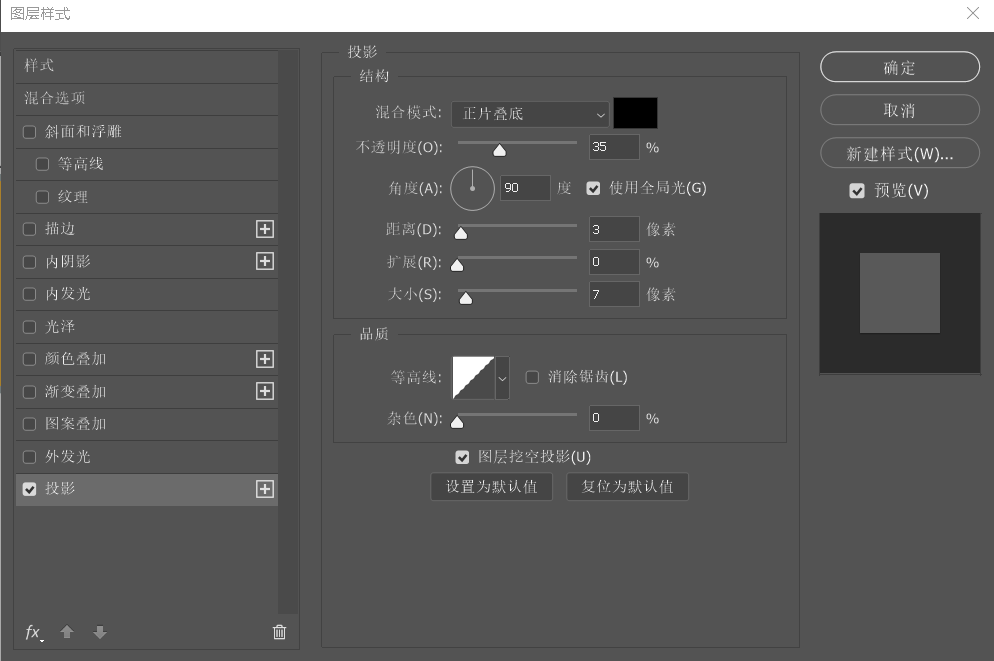 图层样式
样式
混合选项
斜面和浮雕
等高线
纹理
描边
内阴影
内发光
光泽
颜色叠加
渐变叠加
图案叠加
外发光
投影
fx
投影
结构
混合模式: 正片叠底
不透明度(O): 35 %
角度(A): 90 度 使用全局光(G)
距离(D): 3 像素
扩展(R): 0 %
大小(S): 7 像素
品质
等高线: 消除锯齿(L)
杂色(N): 0 %
图层挖空投影(U)
设置为默认值 复位为默认值
确定
取消
新建样式(W)...
预览(V)